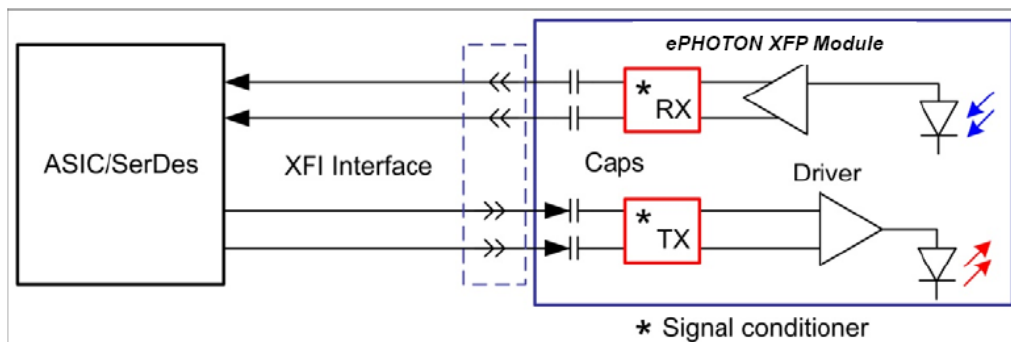 ePHOTON XFP Module
* RX
ASIC/SerDes
XFI Interface
Caps
Driver
* TX
* Signal conditioner